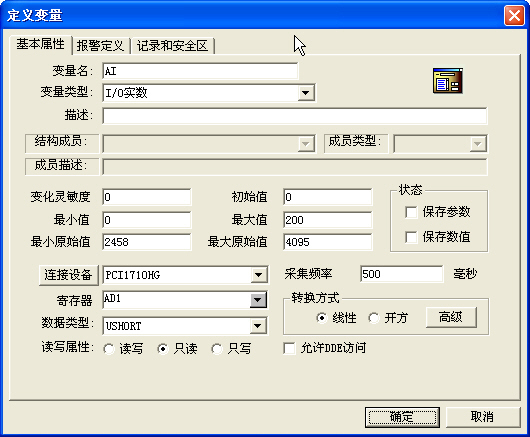 定义变量
基本属性 报警定义 记录和安全区
变量名: AI
变量类型: I/O实数
描述:
结构成员: 成员类型:
成员描述:
变化灵敏度 0 初始值 0 状态
最小值 0 最大值 200 保存参数
最小原始值 2458 最大原始值 4095 保存数值
连接设备 PCI1710HG 采集频率 500 毫秒
寄存器 AD1 转换方式
数据类型: USHORT 线性 开方 高级
读写属性: 读写 只读 只写 允许DDE访问
确定 取消